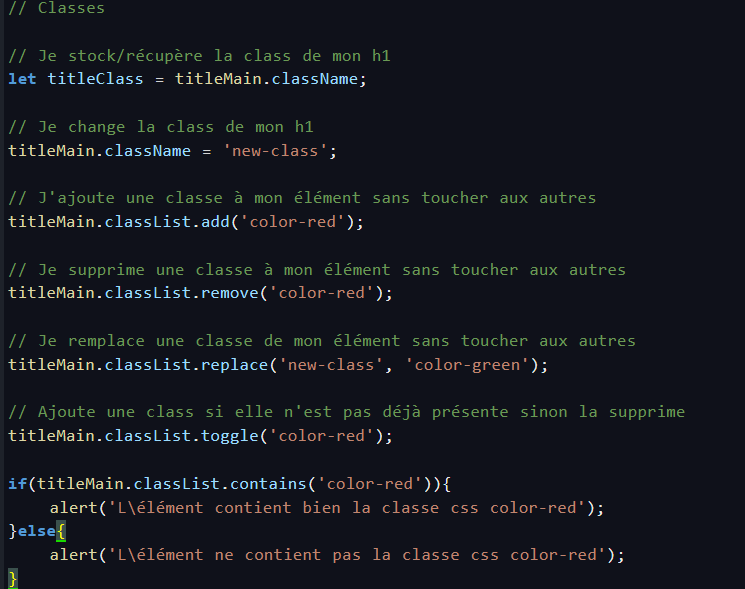 // Classes
// Je stock/récupère la class de mon h1
let titleClass = titleMain.className;
// Je change la class de mon h1
titleMain.className = 'new-class';
// J'ajoute une classe à mon élément sans toucher aux autres
titleMain.classList.add('color-red');
// Je supprime une classe à mon élément sans toucher aux autres
titleMain.classList.remove('color-red');
// Je remplace une classe de mon élément sans toucher aux autres
titleMain.classList.replace('new-class', 'color-green');
// Ajoute une class si elle n'est pas déjà présente sinon la supprime
titleMain.classList.toggle('color-red');
if(titleMain.classList.contains('color-red')){
alert('L\élément contient bien la classe css color-red');
}else{
alert('L\élément ne contient pas la classe css color-red');
}